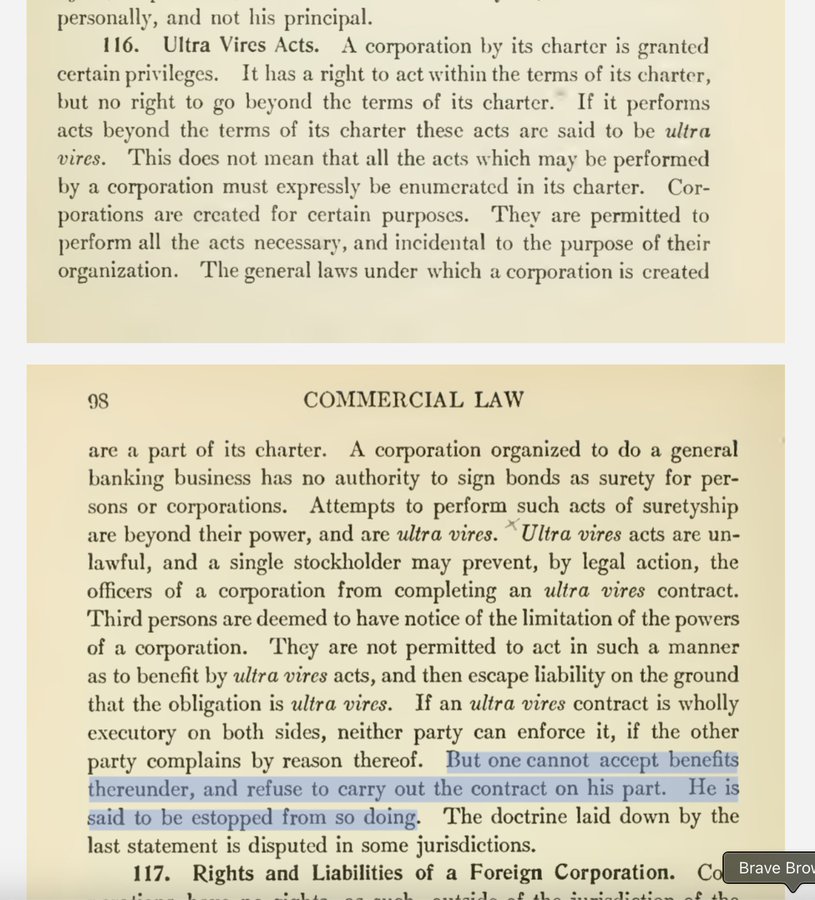 personally, and not his principal.
116. Ultra Vires Acts. A corporation by its charter is granted
certain privileges. It has a right to act within the terms of its charter,
but no right to go beyond the terms of its charter. If it performs
acts beyond the terms of its charter these acts are said to be ultra
vires. This does not mean that all the acts which may be performed
by a corporation must expressly be enumerated in its charter. Cor-
porations are created for certain purposes. They are permitted to
perform all the acts necessary, and incidental to the purpose of their
organization. The general laws under which a corporation is created
98 COMMERCIAL LAW
are a part of its charter. A corporation organized to do a general
banking business has no authority to sign bonds as surety for per-
sons or corporations. Attempts to perform such acts of suretyship
are beyond their power, and are ultra vires. Ultra vires acts are un-
lawful, and a single stockholder may prevent, by legal action, the
officers of a corporation from completing an ultra vires contract.
Third persons are deemed to have notice of the limitation of the powers
of a corporation. They are not permitted to act in such a manner
as to benefit by ultra vires acts, and then escape liability on the ground
that the obligation is ultra vires. If an ultra vires contract is wholly
executory on both sides, neither party can enforce it, if the other
party complains by reason thereof. But one cannot accept benefits
thereunder, and refuse to carry out the contract on his part. He is
said to be estopped from so doing. The doctrine laid down by the
last statement is disputed in some jurisdictions.
117. Rights and Liabilities of a Foreign Corporation. Co
Brave Brow